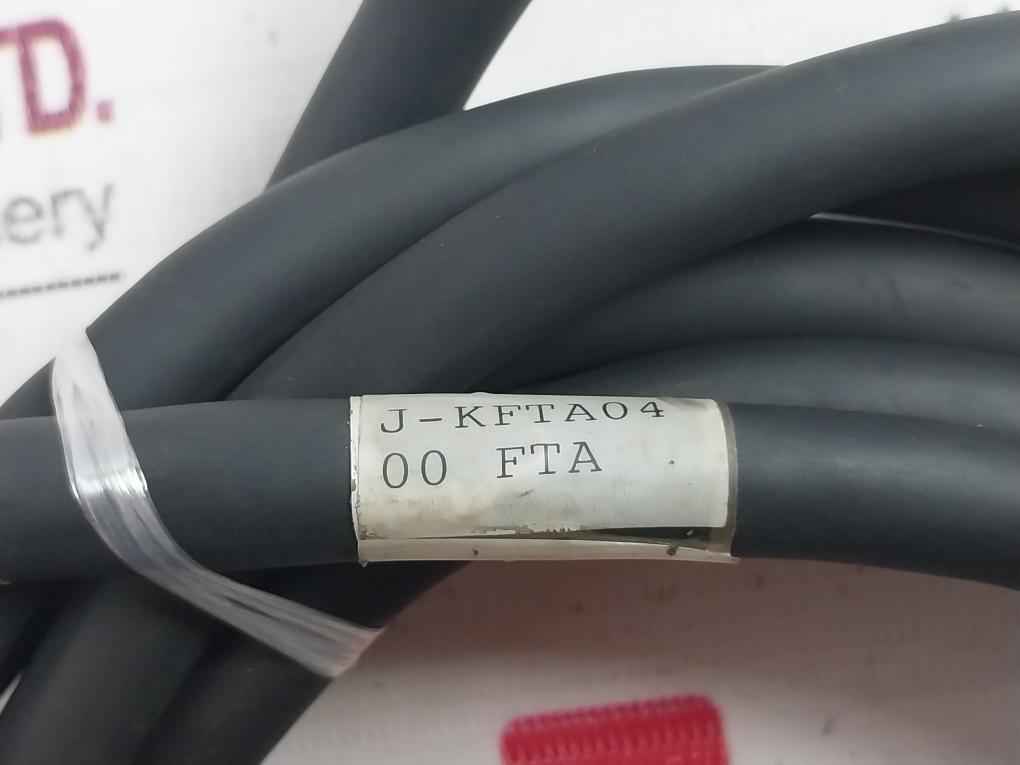 TD.
ery
J-KFTA04
00 FTA